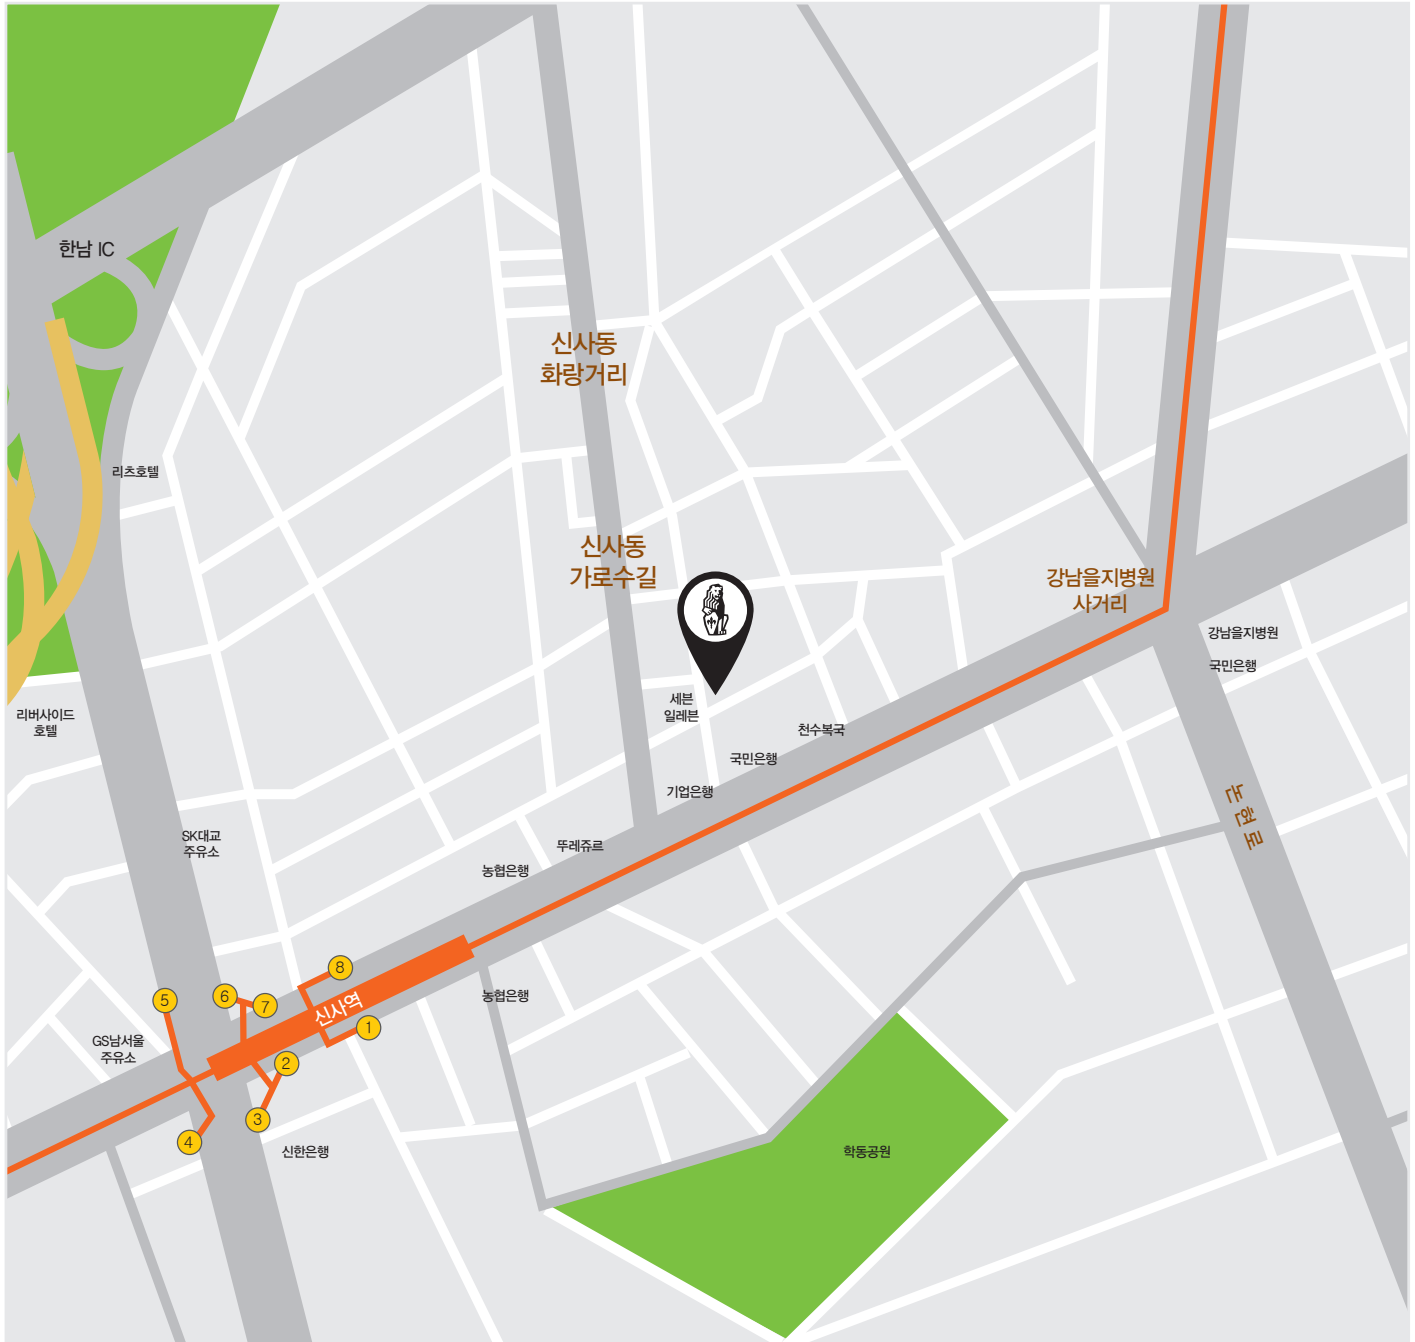 한남 IC
신사동
화랑거리
리츠호텔
신사동
가로수길
강남을지병원
사거리
강남을지병원
국민은행
세븐
일레븐
리버사이드
호텔
천수복국
국민은행
기업은행
논현로
SK대교
주유소
뚜레쥬르
농협은행
8
5
6
7
신사역
농협은행
1
GS남서울
주유소
2
3
4
신한은행
학동공원